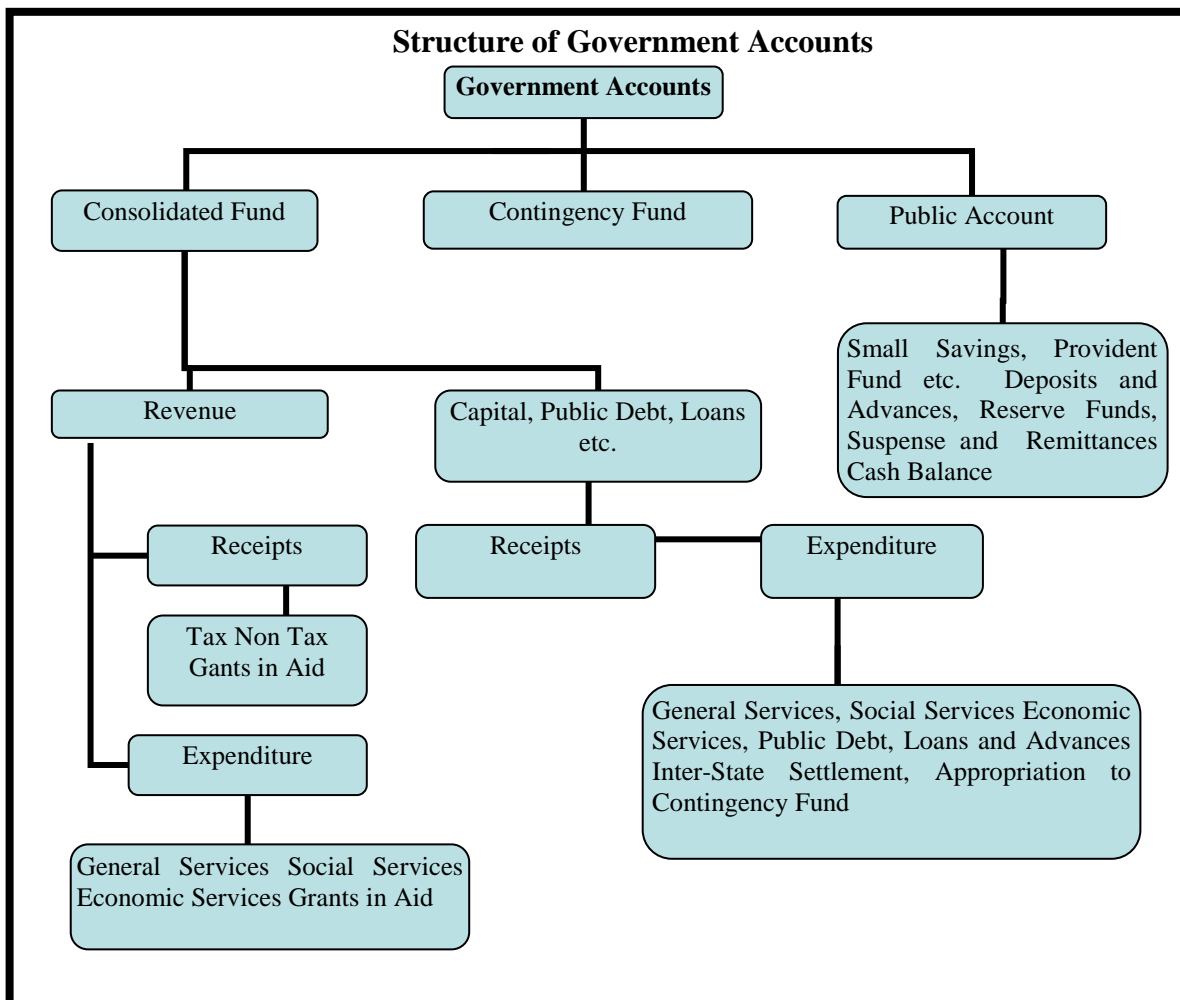 Structure of Government Accounts
Government Accounts
Consolidated Fund
Contingency Fund
Public Account
Small Savings, Provident
Fund etc. Deposits and
Advances, Reserve Funds,
Suspense and Remittances
Cash Balance
Revenue
Capital, Public Debt, Loans
etc.
Receipts
Receipts
Expenditure
Tax Non Tax
Gants in Aid
General Services, Social Services Economic
Services, Public Debt, Loans and Advances
Inter-State Settlement, Appropriation to
Contingency Fund
Expenditure
General Services Social Services
Economic Services Grants in Aid